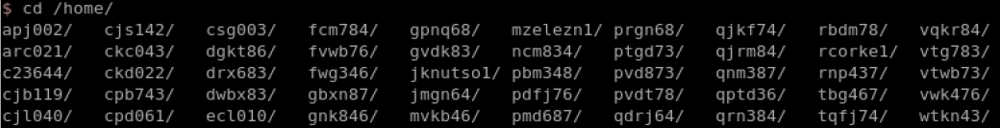 $ cd /home/
apj002/ cjs142/ csg003/ fcm784/ gpnq68/ mzelezn1/ prgn68/ qjkf74/ rbdm78/ vqkr84/
arc021/ ckc043/ dgkt86/ fvwb76/ gvdk83/ ncm834/ ptgd73/ qjrm84/ rcorke1/ vtg783/
c23644/ ckd022/ drx683/ fwg346/ jknutso1/ pbm348/ pvd873/ qnm387/ rnp437/ vtwb73/
cjb119/ cpb743/ dwbx83/ gbxn87/ jmgn64/ pdfj76/ pvdt78/ qptd36/ tbg467/ vwk476/
cjl040/ cpd061/ ecl010/ gnk846/ mvkb46/ pmd687/ qdrj64/ qrn384/ tqfj74/ wtkn43/